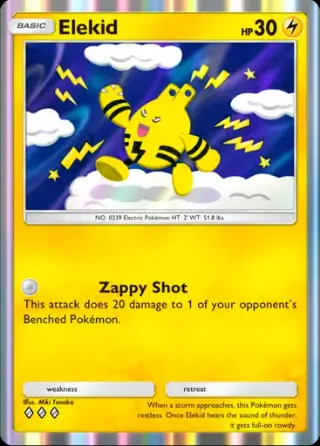 BASIC Elekid HP 30
NO. 0239 Electric Pokémon HT: 2' WT: 51.8 lbs.
Zappy Shot
This attack does 20 damage to 1 of your opponent's
Benched Pokémon.
weakness retreat
Illus. Miki Tanaka
When a storm approaches, this Pokémon gets
restless. Once Elekid hears the sound of thunder,
it gets full-on rowdy.